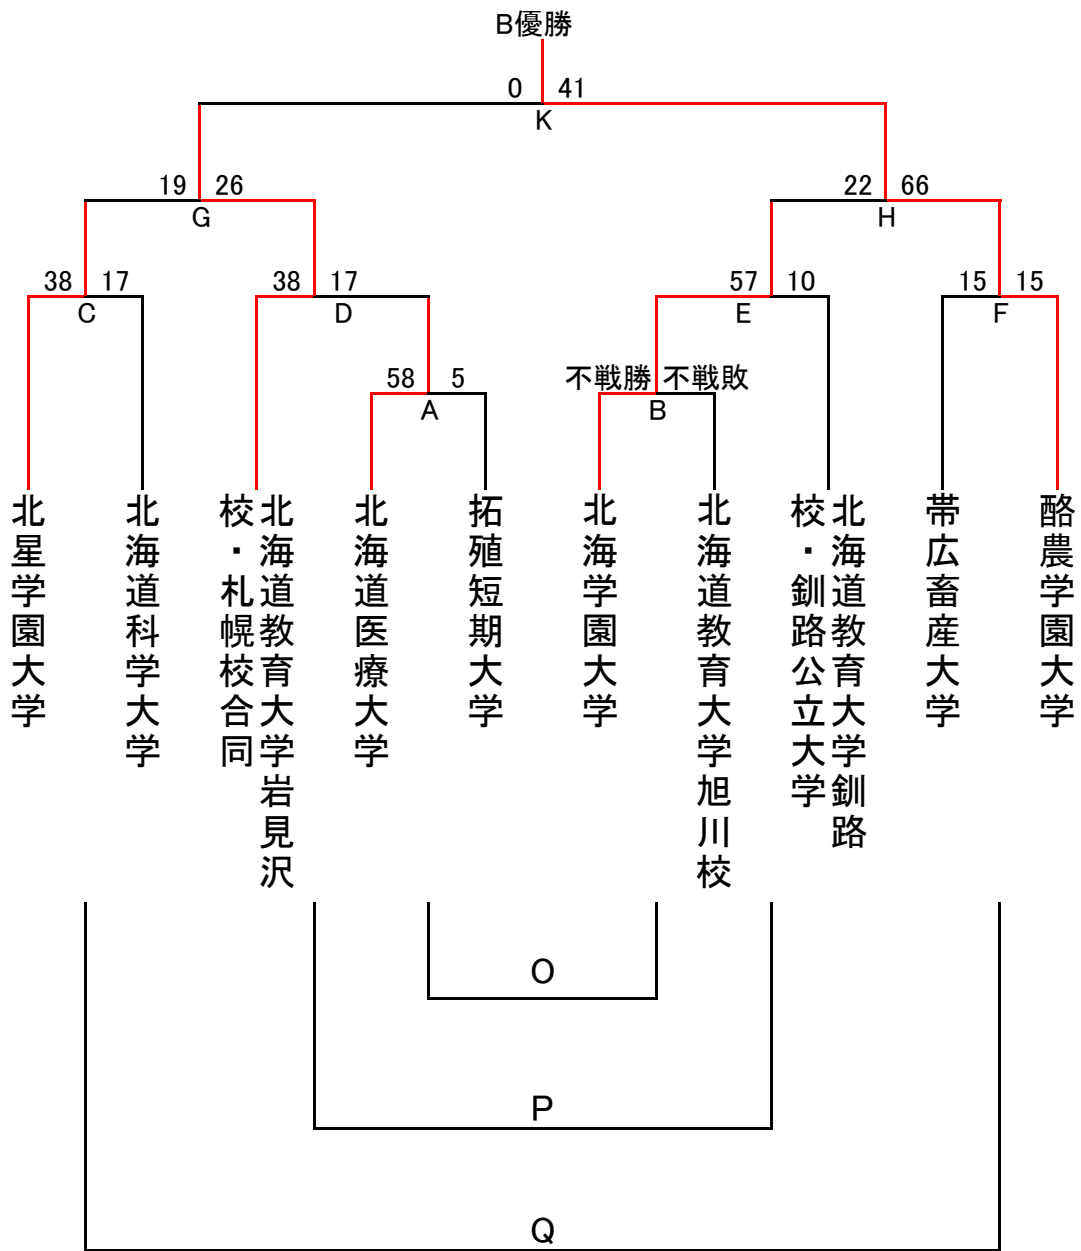 B優勝
0 41
K
19 26
G
22 66
H
38 17
C
38 17
D
57 10
E
15 15
F
58 5
A
不戦勝 不戦敗
B
北星学園大学
北海道科学大学
北海道教育大学岩見沢
校・札幌校合同
北海道医療大学
拓殖短期大学
北海学園大学
北海道教育大学旭川校
北海道教育大学釧路
校・釧路公立大学
帯広畜産大学
酪農学園大学
O
P
Q